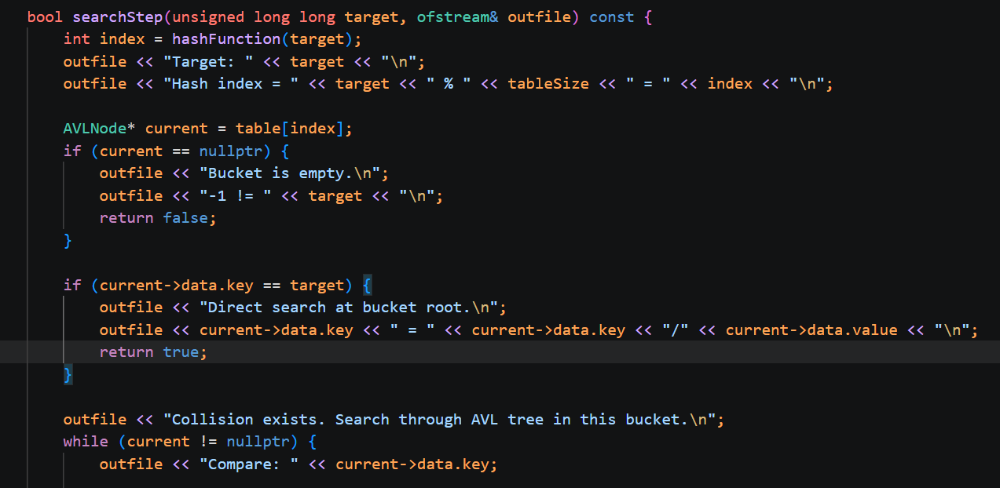 bool searchStep(unsigned long long target, ofstream& outfile) const {
    int index = hashFunction(target);
    outfile << "Target: " << target << "\n";
    outfile << "Hash index = " << target << " % " << tableSize << " = " << index << "\n";

    AVLNode* current = table[index];
    if (current == nullptr) {
        outfile << "Bucket is empty.\n";
        outfile << "-1 != " << target << "\n";
        return false;
    }

    if (current->data.key == target) {
        outfile << "Direct search at bucket root.\n";
        outfile << current->data.key << " = " << current->data.key << "/" << current->data.value << "\n";
        return true;
    }

    outfile << "Collision exists. Search through AVL tree in this bucket.\n";
    while (current != nullptr) {
        outfile << "Compare: " << current->data.key;